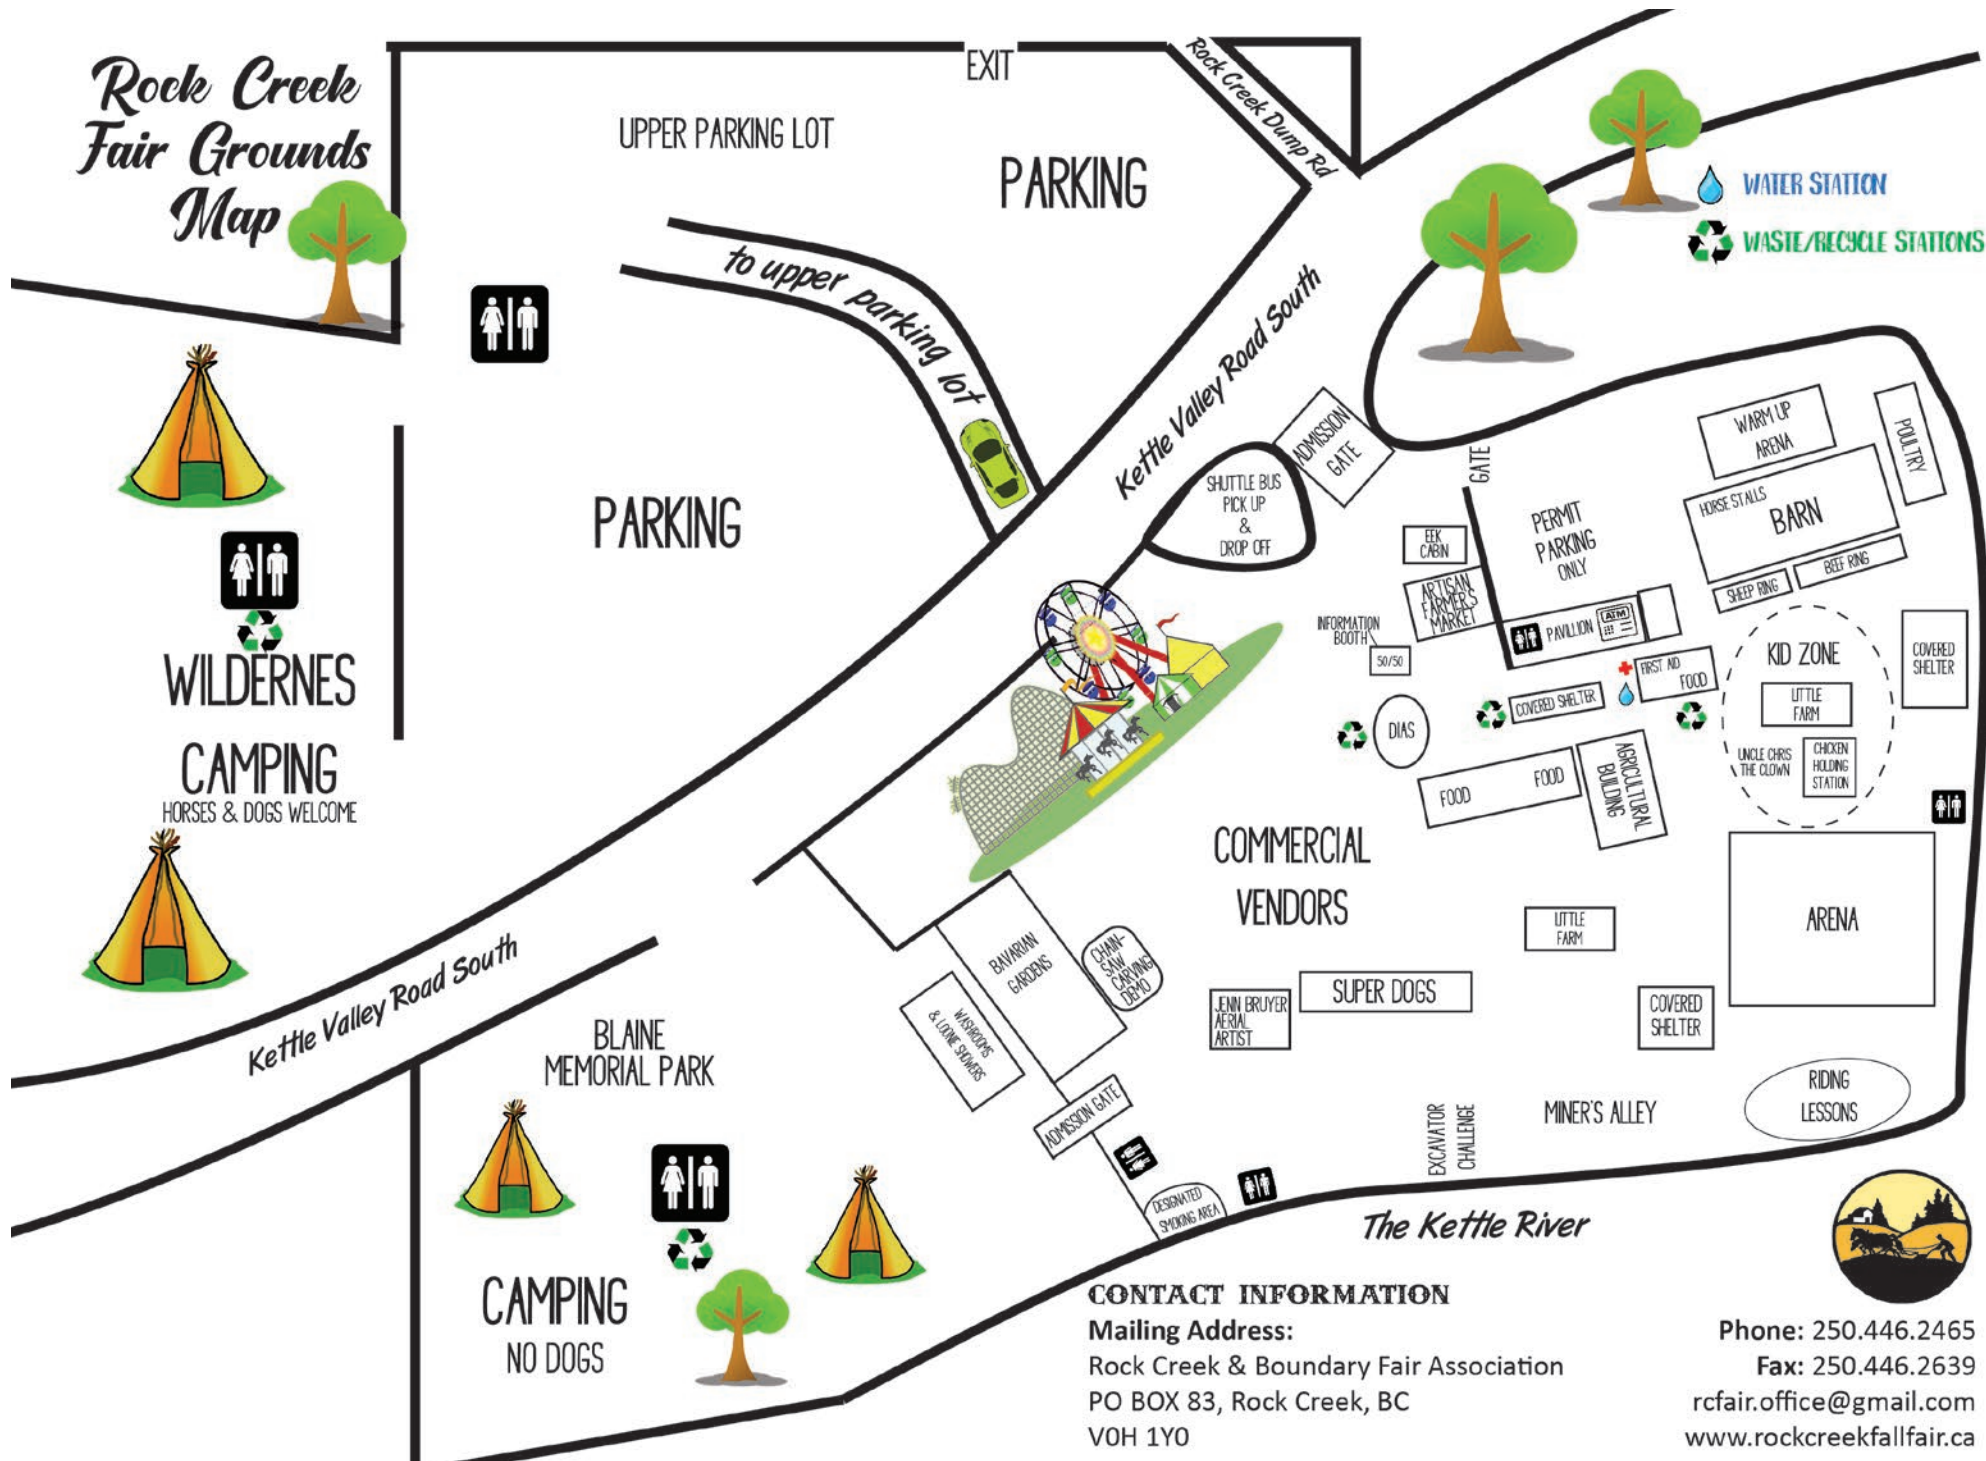 Rock Creek
Fair Grounds
Map
EXIT
UPPER PARKING LOT
PARKING
Rock Creek Dump Rd
WATER STATION
WASTE/RECYCLE STATIONS
to upper parking lot
Kettle Valley Road South
PARKING
ADMISSION
GATE
SHUTTLE BUS
PICK UP
&
DROP OFF
GATE
PERMIT
PARKING
ONLY
WARM UP
ARENA
POULTRY
HORSE STALLS
BARN
SHEEP RING
BEEF RING
EEK
CABIN
ARTISAN
FARMER'S
MARKET
INFORMATION
BOOTH
50/50
PAVILLION
ATM
FIRST AID
FOOD
COVERED SHELTER
DIAS
FOOD
FOOD
AGRICULTURAL
BUILDING
KID ZONE
LITTLE
FARM
UNCLE CHRIS
THE CLOWN
CHICKEN
HOLDING
STATION
COVERED
SHELTER
WILDERNES
CAMPING
HORSES & DOGS WELCOME
COMMERCIAL
VENDORS
ARENA
LITTLE
FARM
BAVARIAN
GARDENS
CHAIN-
SAW
CARVING
DEMO
WASHROOMS
& LOONIE SHOWERS
JENN BRUYER
AERIAL
ARTIST
SUPER DOGS
COVERED
SHELTER
Kettle Valley Road South
BLAINE
MEMORIAL PARK
ADMISSION GATE
EXCAVATOR
CHALLENGE
MINER'S ALLEY
RIDING
LESSONS
DESIGNATED
SMOKING AREA
The Kettle River
CAMPING
NO DOGS
CONTACT INFORMATION
Mailing Address:
Rock Creek & Boundary Fair Association
PO BOX 83, Rock Creek, BC
V0H 1Y0
Phone: 250.446.2465
Fax: 250.446.2639
rcfair.office@gmail.com
www.rockcreekfallfair.ca